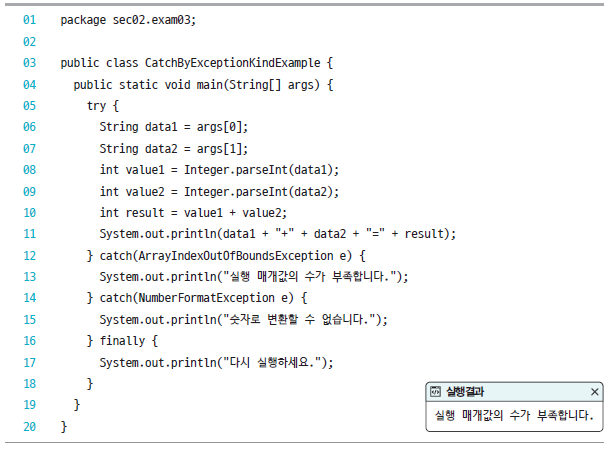 01 package sec02.exam03;
02
03 public class CatchByExceptionKindExample {
04 public static void main(String[] args) {
05 try {
06 String data1 = args[0];
07 String data2 = args[1];
08 int value1 = Integer.parseInt(data1);
09 int value2 = Integer.parseInt(data2);
10 int result = value1 + value2;
11 System.out.println(data1 + "+" + data2 + "=" + result);
12 } catch(ArrayIndexOutOfBoundsException e) {
13 System.out.println("실행 매개값의 수가 부족합니다.");
14 } catch(NumberFormatException e) {
15 System.out.println("숫자로 변환할 수 없습니다.");
16 } finally {
17 System.out.println("다시 실행하세요.");
18 }
19 }
20 }
실행결과
실행 매개값의 수가 부족합니다.